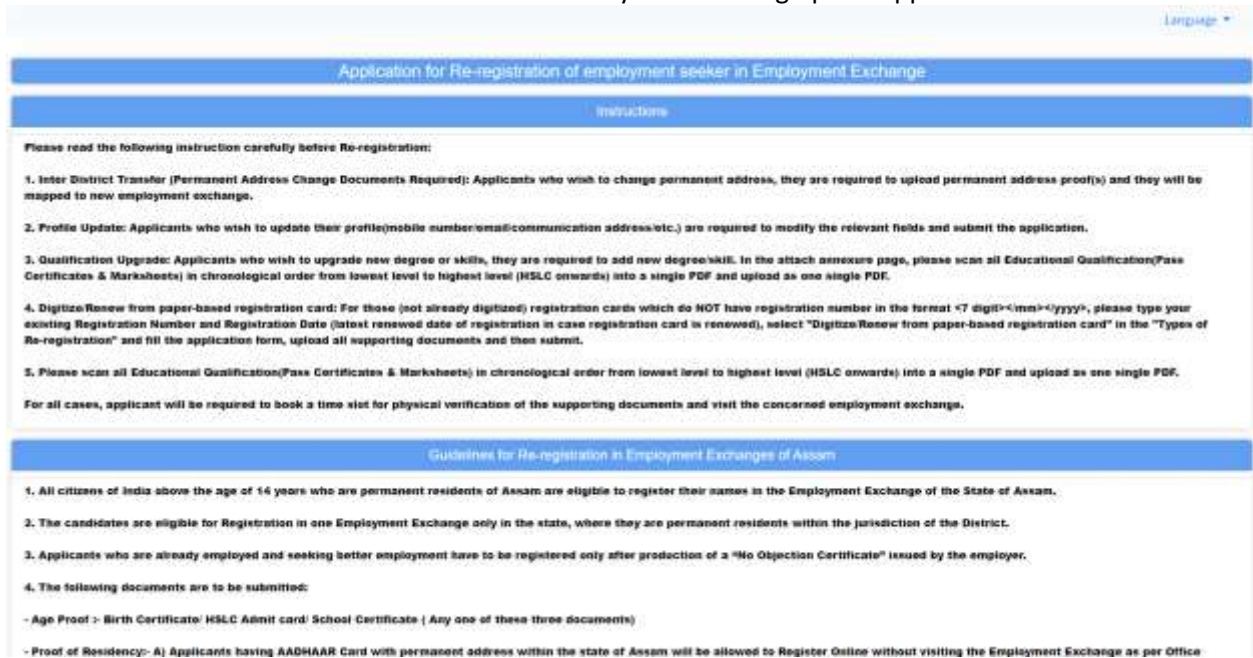 Language
Application for Re-registration of employment seeker in Employment Exchange
Instructions
Please read the following instruction carefully before Re-registration:
1. Inter District Transfer (Permanent Address Change Documents Required): Applicants who wish to change permanent address, they are required to upload permanent address proof(s) and they will be
mapped to new employment exchange.
2. Profile Update: Applicants who wish to update their profile(mobile number/email/communication address/etc.) are required to modify the relevant fields and submit the application.
3. Qualification Upgrade: Applicants who wish to upgrade new degree or skills, they are required to add new degree/skill. In the attach annexure page, please scan all Educational Qualification(Pass
Certificates & Marksheets) in chronological order from lowest level to highest level (HSLC onwards) into a single PDF and upload as one single PDF.
4. Digitize/Renew from paper-based registration card: For those (not already digitized) registration cards which do NOT have registration number in the format <7 digit></mm></yyyy>, please type your
existing Registration Number and Registration Date (latest renewed date of registration in case registration card is renewed), select "Digitize/Renew from paper-based registration card" in the "Types of
Re-registration" and fill the application form, upload all supporting documents and then submit.
5. Please scan all Educational Qualification(Pass Certificates & Marksheets) in chronological order from lowest level to highest level (HSLC onwards) into a single PDF and upload as one single PDF.
For all cases, applicant will be required to book a time slot for physical verification of the supporting documents and visit the concerned employment exchange.
Guidelines for Re-registration in Employment Exchanges of Assam
1. All citizens of India above the age of 14 years who are permanent residents of Assam are eligible to register their names in the Employment Exchange of the State of Assam.
2. The candidates are eligible for Registration in one Employment Exchange only in the state, where they are permanent residents within the jurisdiction of the District.
3. Applicants who are already employed and seeking better employment have to be registered only after production of a "No Objection Certificate" issued by the employer.
4. The following documents are to be submitted:
- Age Proof :- Birth Certificate/ HSLC Admit card/ School Certificate ( Any one of these three documents)
- Proof of Residency:- A) Applicants having AADHAAR Card with permanent address within the state of Assam will be allowed to Register Online without visiting the Employment Exchange as per Office